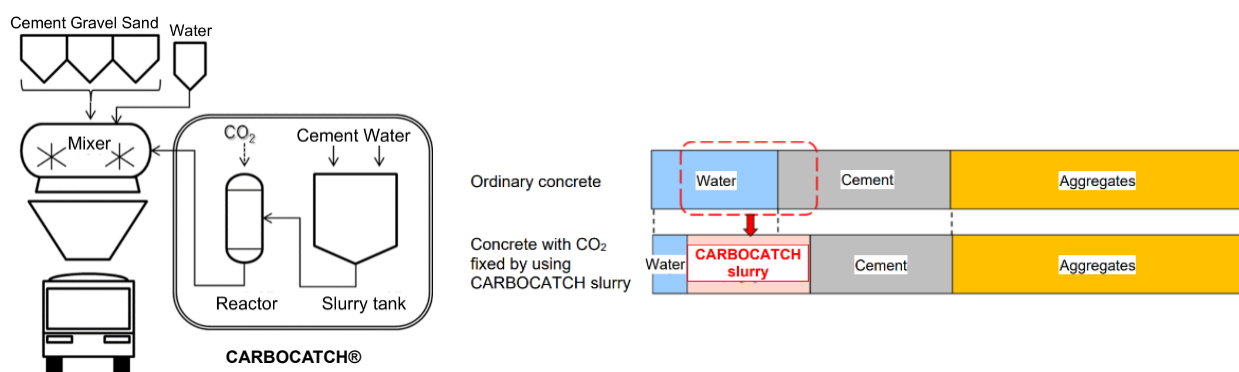 Cement Gravel Sand
Water
Mixer
CO₂
Cement Water
Reactor
Slurry tank
CARBOCATCH®
Ordinary concrete
Water
Cement
Aggregates
Concrete with CO₂
fixed by using
CARBOCATCH slurry
Water
CARBOCATCH
slurry
Cement
Aggregates